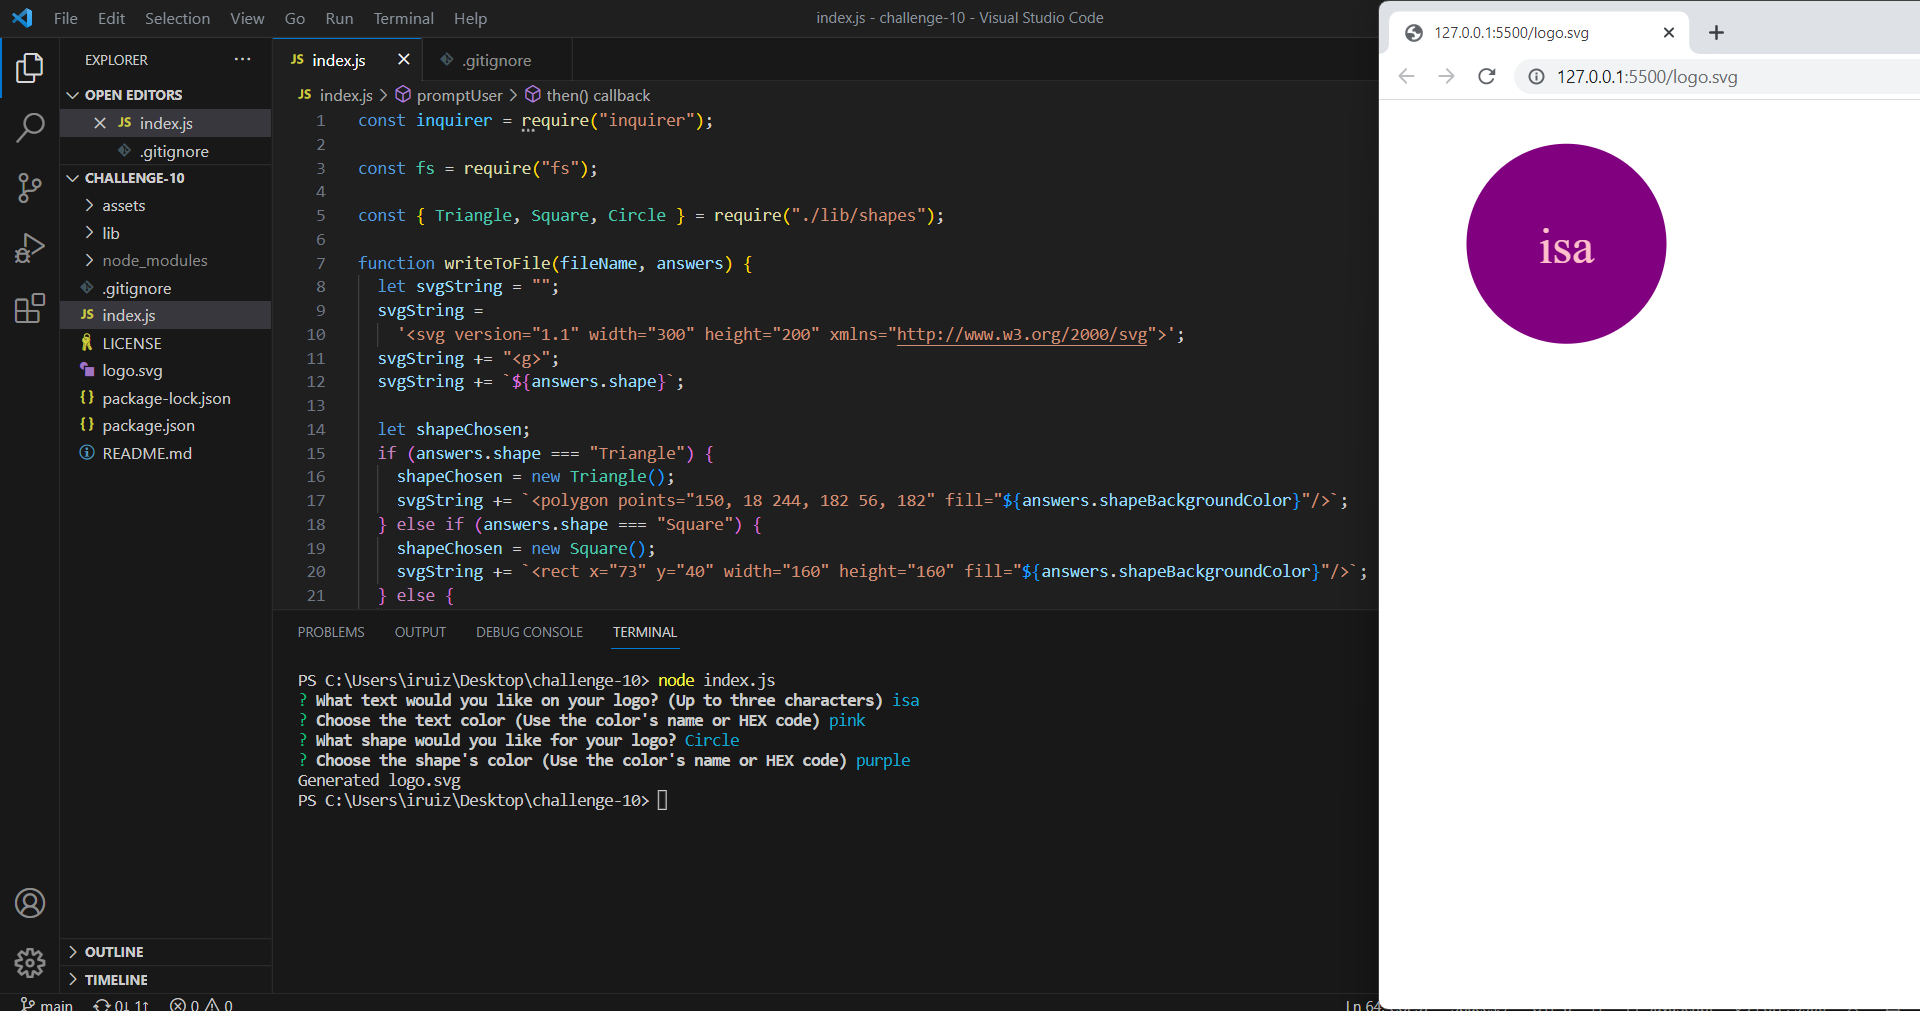 File Edit Selection View Go Run Terminal Help
index.js - challenge-10 - Visual Studio Code
EXPLORER
OPEN EDITORS
JS index.js
.gitignore
CHALLENGE-10
assets
lib
node_modules
.gitignore
JS index.js
LICENSE
logo.svg
{} package-lock.json
{} package.json
README.md
OUTLINE
TIMELINE
JS index.js
.gitignore
JS index.js > promptUser > then() callback
1 const inquirer = require("inquirer");
2
3 const fs = require("fs");
4
5 const { Triangle, Square, Circle } = require("./lib/shapes");
6
7 function writeToFile(fileName, answers) {
8 let svgString = "";
9 svgString =
10 '<svg version="1.1" width="300" height="200" xmlns="http://www.w3.org/2000/svg">';
11 svgString += "<g>";
12 svgString += `${answers.shape}`;
13
14 let shapeChosen;
15 if (answers.shape === "Triangle") {
16 shapeChosen = new Triangle();
17 svgString += `<polygon points="150, 18 244, 182 56, 182" fill="${answers.shapeBackgroundColor}"/>`;
18 } else if (answers.shape === "Square") {
19 shapeChosen = new Square();
20 svgString += `<rect x="73" y="40" width="160" height="160" fill="${answers.shapeBackgroundColor}"/>`;
21 } else {
PROBLEMS OUTPUT DEBUG CONSOLE TERMINAL
PS C:\Users\iruiz\Desktop\challenge-10> node index.js
? What text would you like on your logo? (Up to three characters) isa
? Choose the text color (Use the color's name or HEX code) pink
? What shape would you like for your logo? Circle
? Choose the shape's color (Use the color's name or HEX code) purple
Generated logo.svg
PS C:\Users\iruiz\Desktop\challenge-10>
main 0↓ 1↑ 0 0
Ln 64
127.0.0.1:5500/logo.svg
127.0.0.1:5500/logo.svg
isa